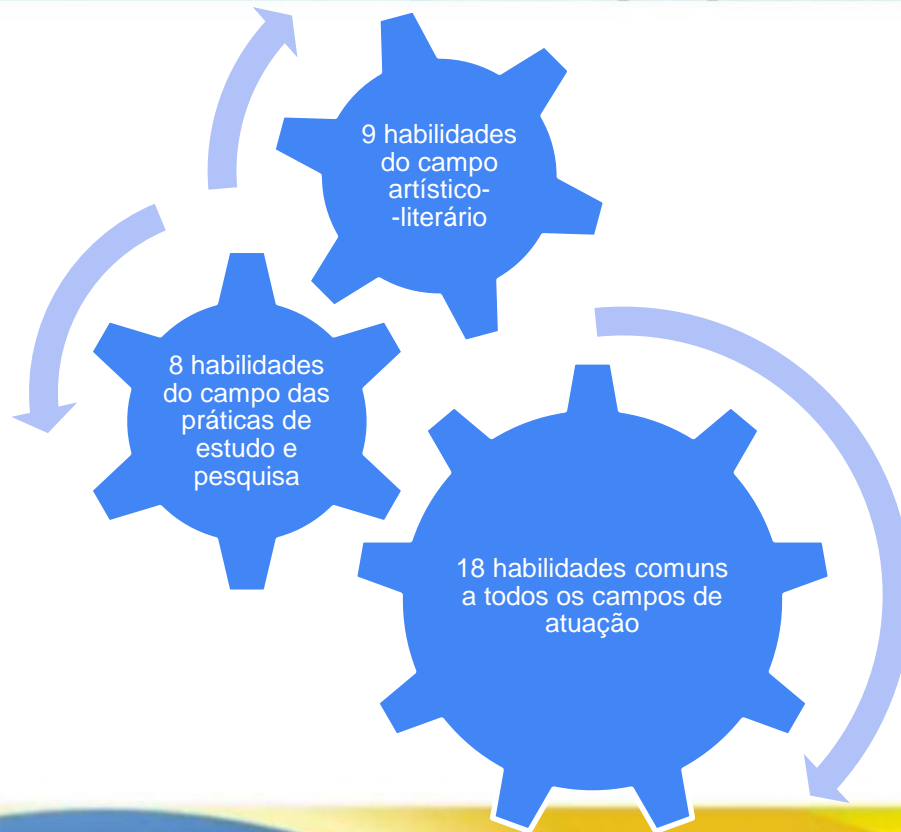 9 habilidades
do campo
artístico-
-literário
8 habilidades
do campo das
práticas de
estudo e
pesquisa
18 habilidades comuns
a todos os campos de
atuação